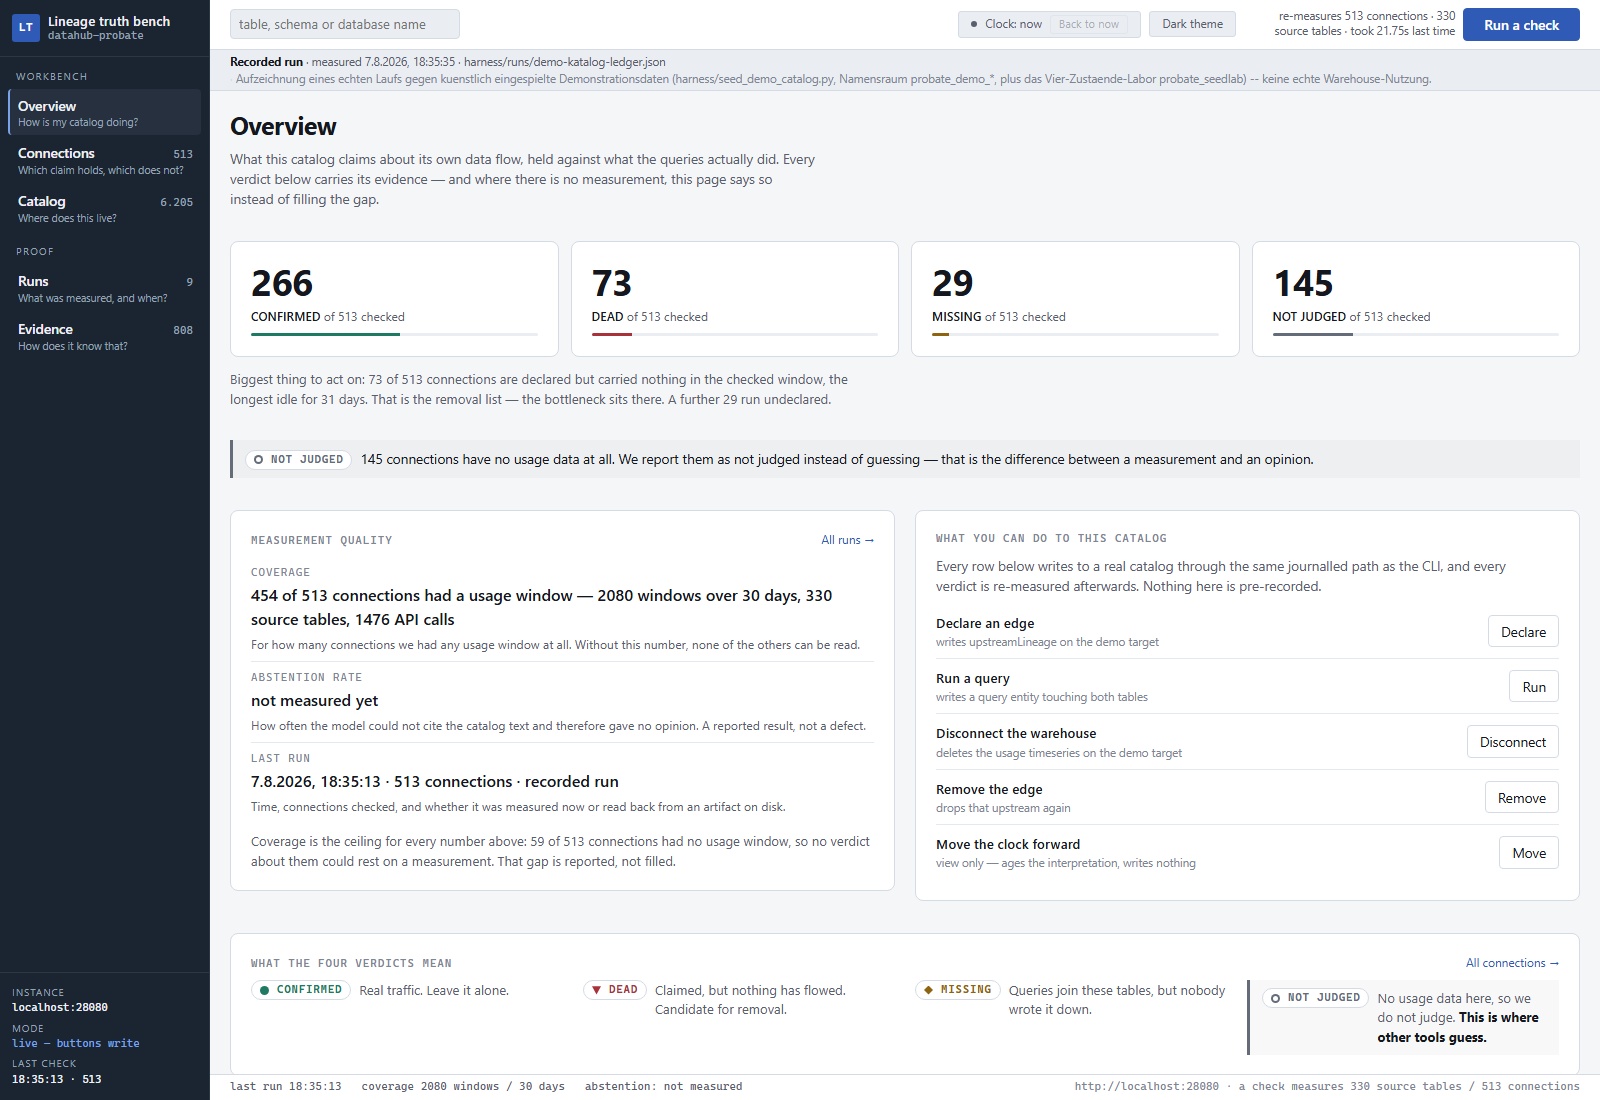 LT
Lineage truth bench
datahub-probate
WORKBENCH
Overview
How is my catalog doing?
Connections 513
Which claim holds, which does not?
Catalog 6.205
Where does this live?
PROOF
Runs 9
What was measured, and when?
Evidence 808
How does it know that?
INSTANCE
localhost:28080
MODE
live — buttons write
LAST CHECK
18:35:13 · 513
table, schema or database name
Clock: now
Back to now
Dark theme
re-measures 513 connections · 330
source tables · took 21.75s last time
Run a check
Recorded run · measured 7.8.2026, 18:35:35 · harness/runs/demo-katalog-ledger.json
· Aufzeichnung eines echten Laufs gegen kuenstlich eingespielte Demonstrationsdaten (harness/seed_demo_catalog.py, Namensraum probate_demo_*, plus das Vier-Zustaende-Labor probate_seedlab) -- keine echte Warehouse-Nutzung.
Overview
What this catalog claims about its own data flow, held against what the queries actually did. Every
verdict below carries its evidence — and where there is no measurement, this page says so
instead of filling the gap.
266
CONFIRMED of 513 checked
73
DEAD of 513 checked
29
MISSING of 513 checked
145
NOT JUDGED of 513 checked
Biggest thing to act on: 73 of 513 connections are declared but carried nothing in the checked window, the
longest idle for 31 days. That is the removal list — the bottleneck sits there. A further 29 run undeclared.
NOT JUDGED 145 connections have no usage data at all. We report them as not judged instead of guessing — that is the difference between a measurement and an opinion.
MEASUREMENT QUALITY
All runs →
COVERAGE
454 of 513 connections had a usage window — 2080 windows over 30 days, 330
source tables, 1476 API calls
For how many connections we had any usage window at all. Without this number, none of the others can be read.
ABSTENTION RATE
not measured yet
How often the model could not cite the catalog text and therefore gave no opinion. A reported result, not a defect.
LAST RUN
7.8.2026, 18:35:13 · 513 connections · recorded run
Time, connections checked, and whether it was measured now or read back from an artifact on disk.
Coverage is the ceiling for every number above: 59 of 513 connections had no usage window, so no verdict
about them could rest on a measurement. That gap is reported, not filled.
WHAT YOU CAN DO TO THIS CATALOG
Every row below writes to a real catalog through the same journalled path as the CLI, and every
verdict is re-measured afterwards. Nothing here is pre-recorded.
Declare an edge
writes upstreamLineage on the demo target
Declare
Run a query
writes a query entity touching both tables
Run
Disconnect the warehouse
deletes the usage timeseries on the demo target
Disconnect
Remove the edge
drops that upstream again
Remove
Move the clock forward
view only — ages the interpretation, writes nothing
Move
WHAT THE FOUR VERDICTS MEAN
All connections →
CONFIRMED Real traffic. Leave it alone.
DEAD Claimed, but nothing has flowed.
Candidate for removal.
MISSING Queries join these tables, but nobody
wrote it down.
NOT JUDGED No usage data here, so we
do not judge. This is where
other tools guess.
last run 18:35:13 coverage 2080 windows / 30 days abstention: not measured
http://localhost:28080 · a check measures 330 source tables / 513 connections